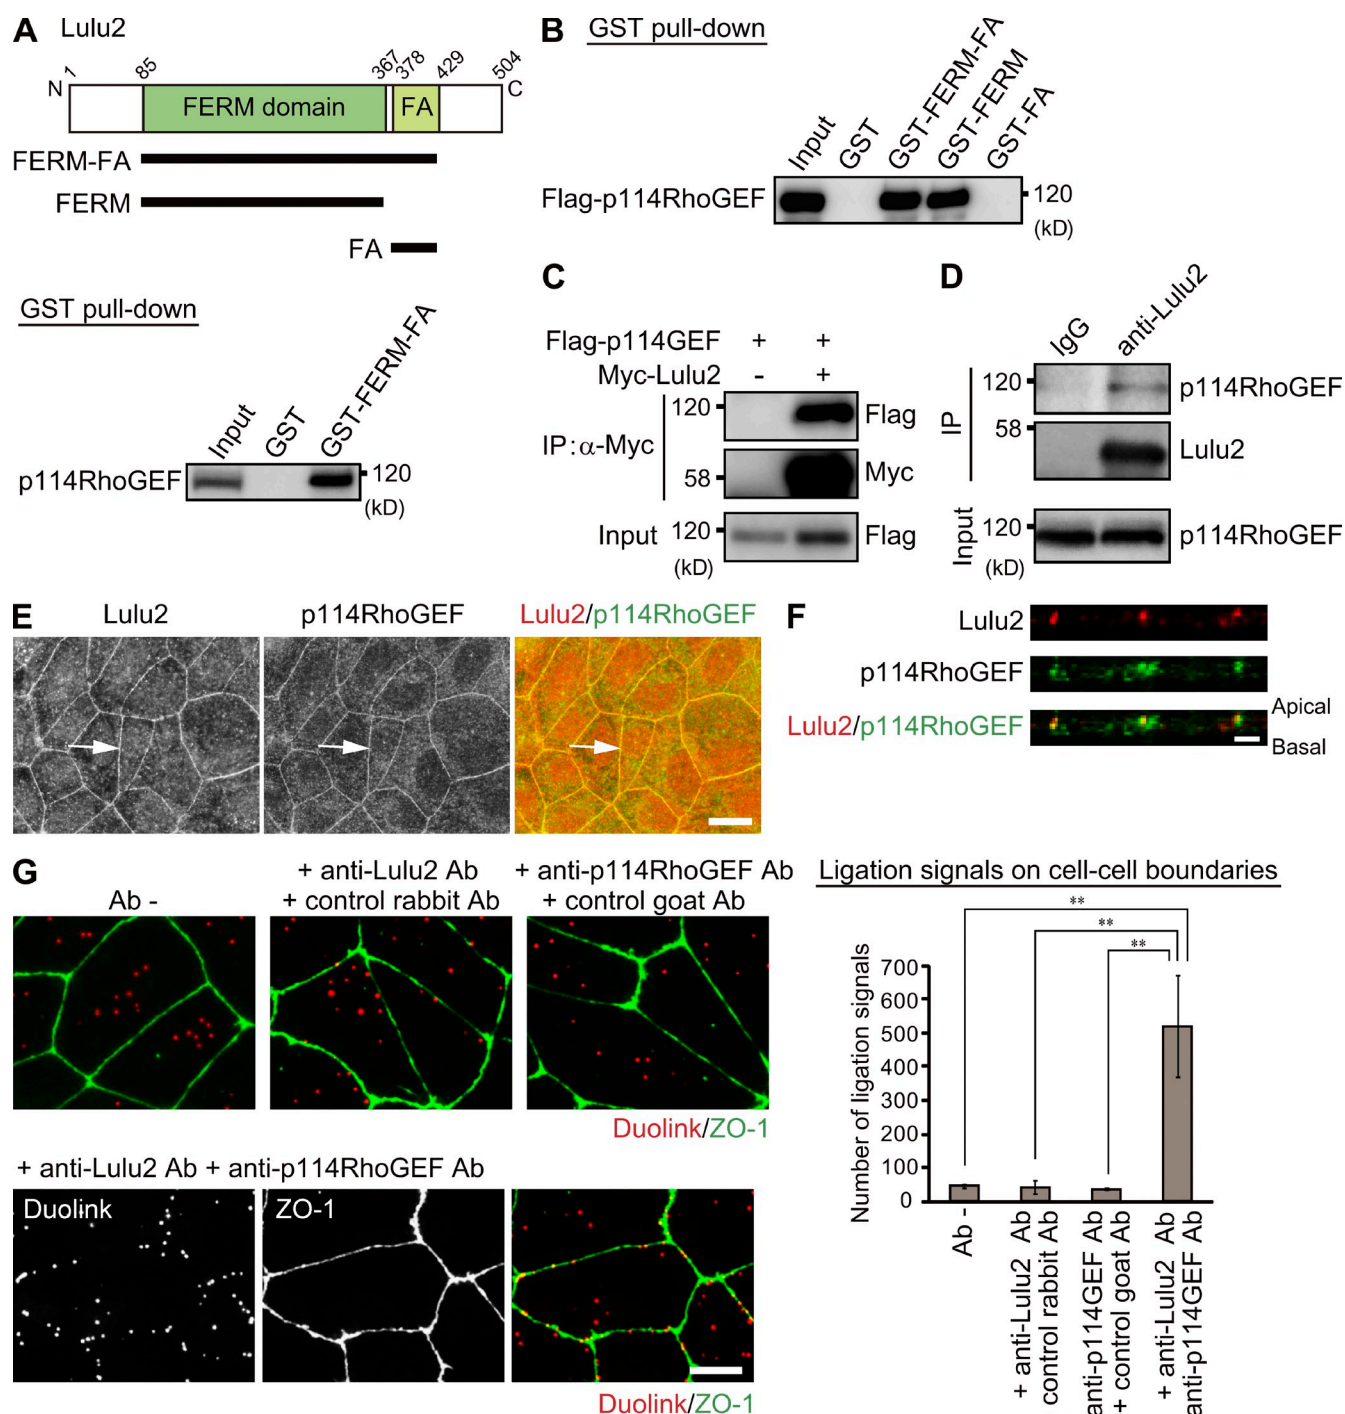 A Lulu2
1 85 367 378 429 504
N FERM domain FA C
FERM-FA
FERM
FA
GST pull-down
Input GST GST-FERM-FA
p114RhoGEF 120
(kD)
B GST pull-down
Input GST GST-FERM-FA GST-FERM GST-FA
Flag-p114RhoGEF 120
(kD)
C
Flag-p114GEF + +
Myc-Lulu2 - +
IP:α-Myc
120 Flag
58 Myc
Input 120 Flag
(kD)
D
IgG anti-Lulu2
IP
120 p114RhoGEF
58 Lulu2
Input 120 p114RhoGEF
(kD)
E Lulu2 p114RhoGEF Lulu2/p114RhoGEF
F Lulu2
p114RhoGEF
Lulu2/p114RhoGEF
Apical
Basal
G
Ab -
+ anti-Lulu2 Ab
+ control rabbit Ab
+ anti-p114RhoGEF Ab
+ control goat Ab
Duolink/ZO-1
+ anti-Lulu2 Ab + anti-p114RhoGEF Ab
Duolink ZO-1
Duolink/ZO-1
Ligation signals on cell-cell boundaries
** 
**
**
Number of ligation signals
700
600
500
400
300
200
100
0
Ab -
+ anti-Lulu2 Ab
control rabbit Ab
anti-p114GEF Ab
+ control goat Ab
+ anti-Lulu2 Ab
anti-p114GEF Ab